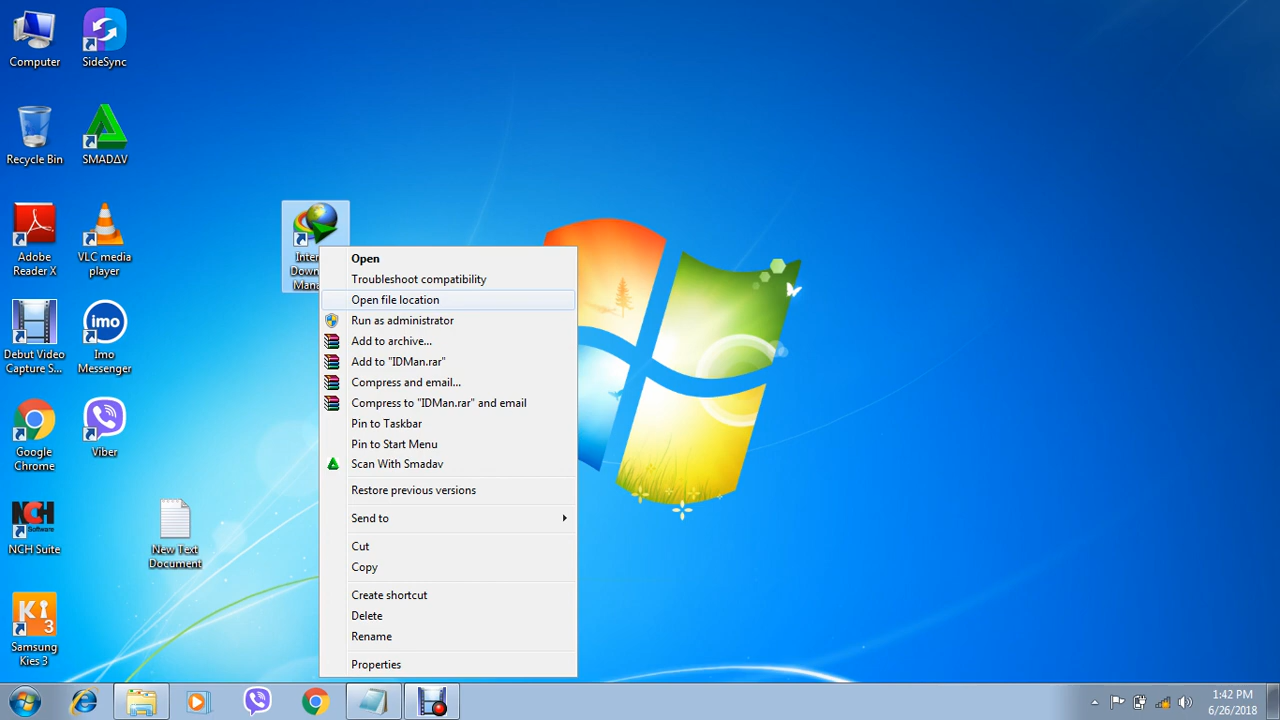 Computer
SideSync
Recycle Bin
SMADΔV
Adobe
Reader X
VLC media
player
Debut Video
Capture S...
Imo
Messenger
imo
Google
Chrome
Viber
NCH
Software
NCH Suite
New Text
Document
Ki
3
Samsung
Kies 3
Inter
Down
Mana
Open
Troubleshoot compatibility
Open file location
Run as administrator
Add to archive...
Add to "IDMan.rar"
Compress and email...
Compress to "IDMan.rar" and email
Pin to Taskbar
Pin to Start Menu
Scan With Smadav
Restore previous versions
Send to
Cut
Copy
Create shortcut
Delete
Rename
Properties
1:42 PM
6/26/2018